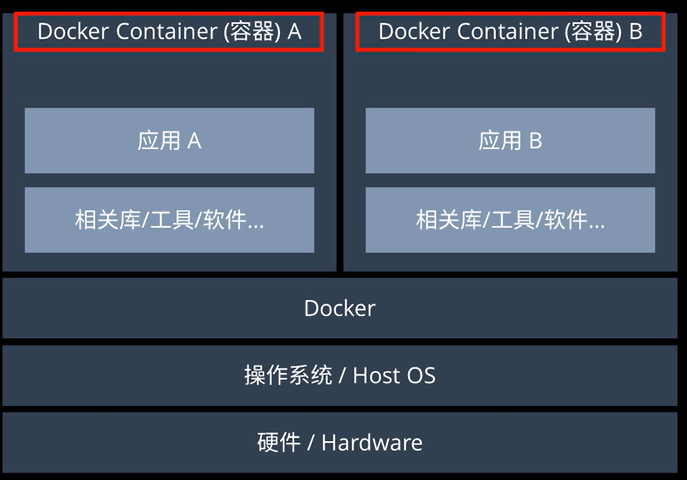 Docker Container (容器) A
Docker Container (容器) B
应用 A
应用 B
相关库/工具/软件...
相关库/工具/软件...
Docker
操作系统 / Host OS
硬件 / Hardware